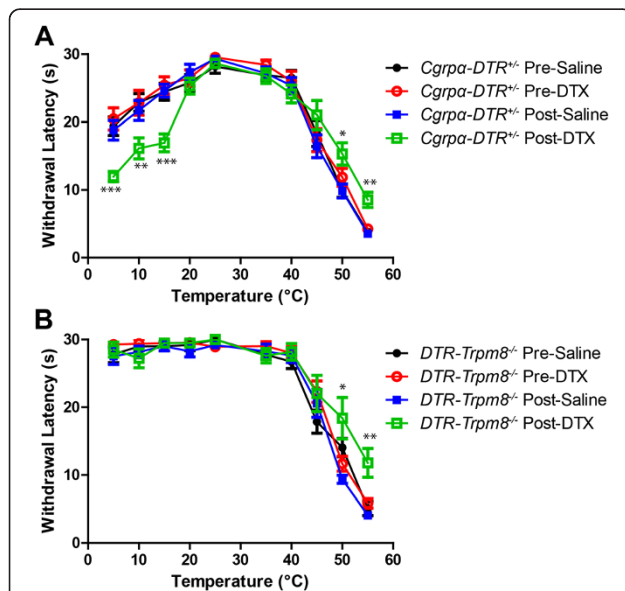 A
Withdrawal Latency (s)
30
20
10
0
***
**
***
*
**
0 10 20 30 40 50 60
Temperature (°C)
Cgrpα-DTR+/- Pre-Saline
Cgrpα-DTR+/- Pre-DTX
Cgrpα-DTR+/- Post-Saline
Cgrpα-DTR+/- Post-DTX
B
Withdrawal Latency (s)
30
20
10
0
*
**
0 10 20 30 40 50 60
Temperature (°C)
DTR-Trpm8-/- Pre-Saline
DTR-Trpm8-/- Pre-DTX
DTR-Trpm8-/- Post-Saline
DTR-Trpm8-/- Post-DTX